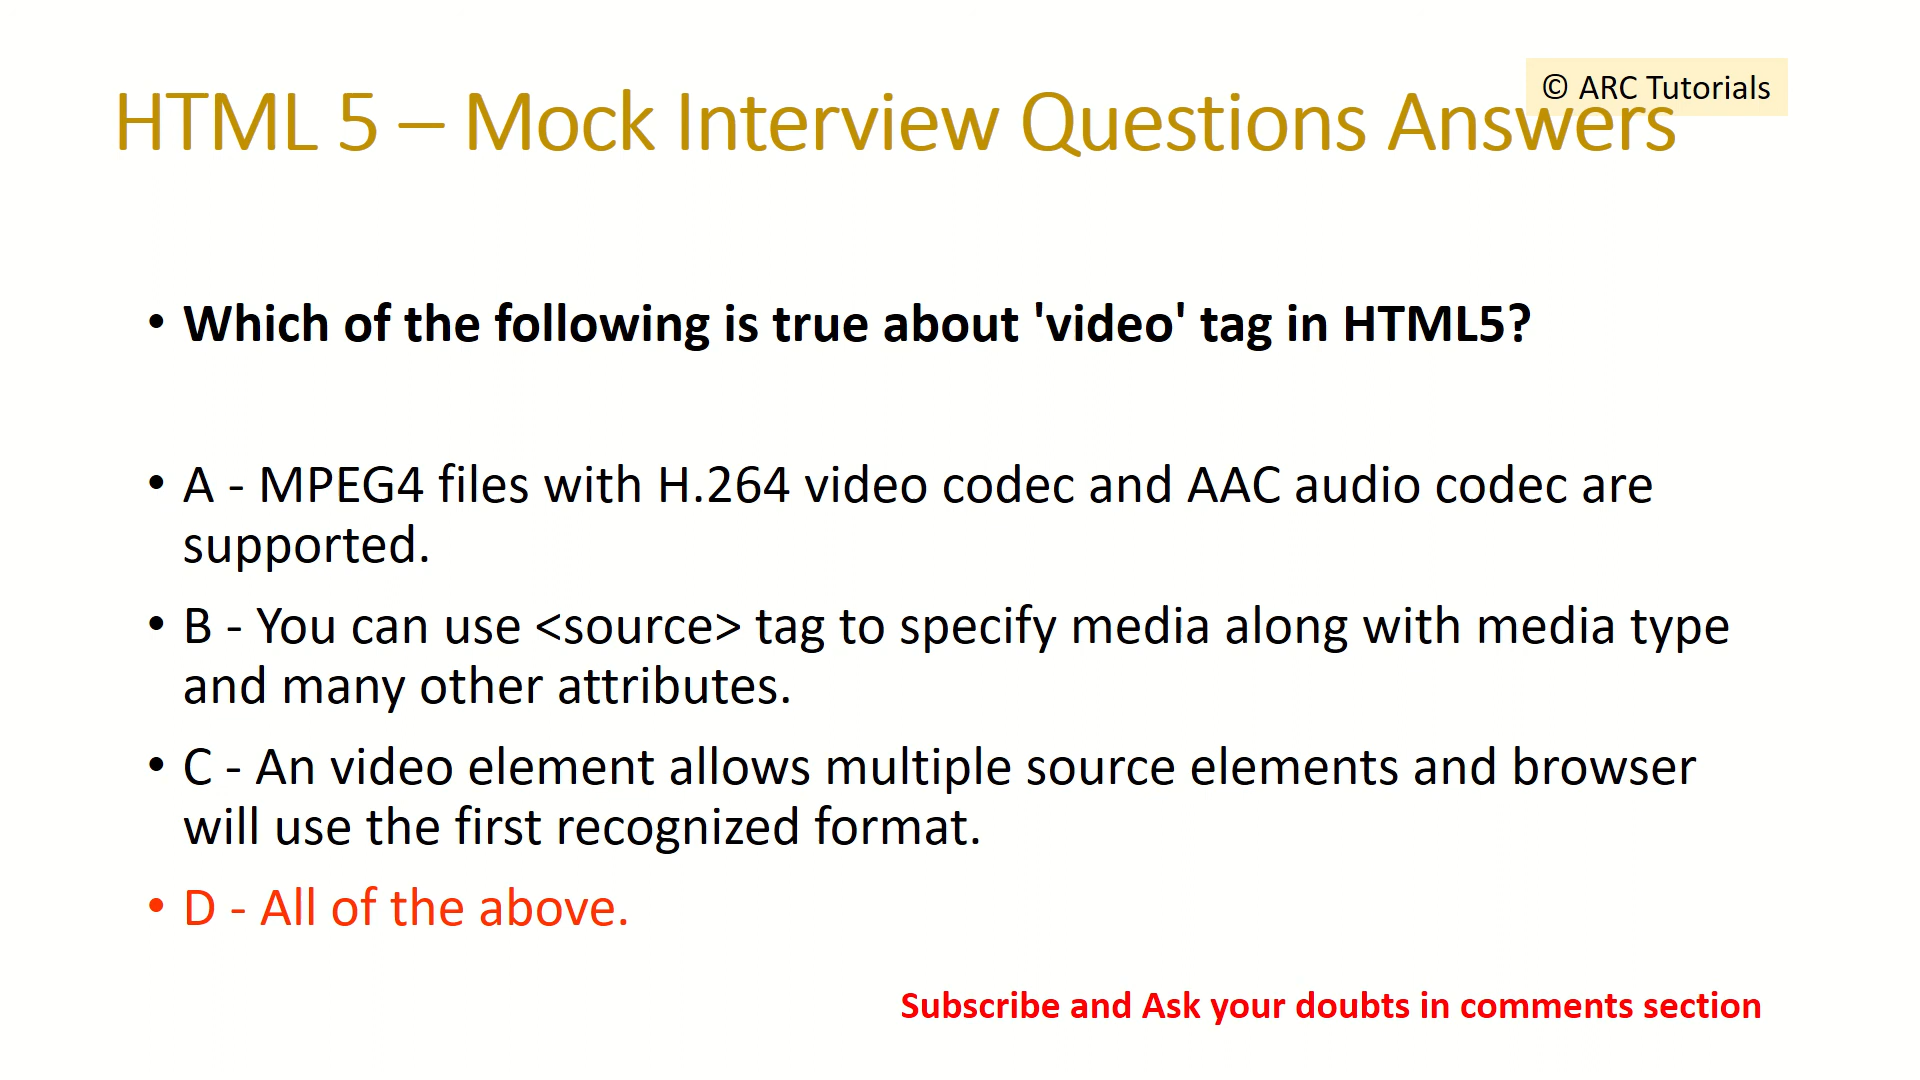 © ARC Tutorials
HTML 5 – Mock Interview Questions Answers
• Which of the following is true about 'video' tag in HTML5?
• A - MPEG4 files with H.264 video codec and AAC audio codec are
supported.
• B - You can use <source> tag to specify media along with media type
and many other attributes.
• C - An video element allows multiple source elements and browser
will use the first recognized format.
• D - All of the above.
Subscribe and Ask your doubts in comments section